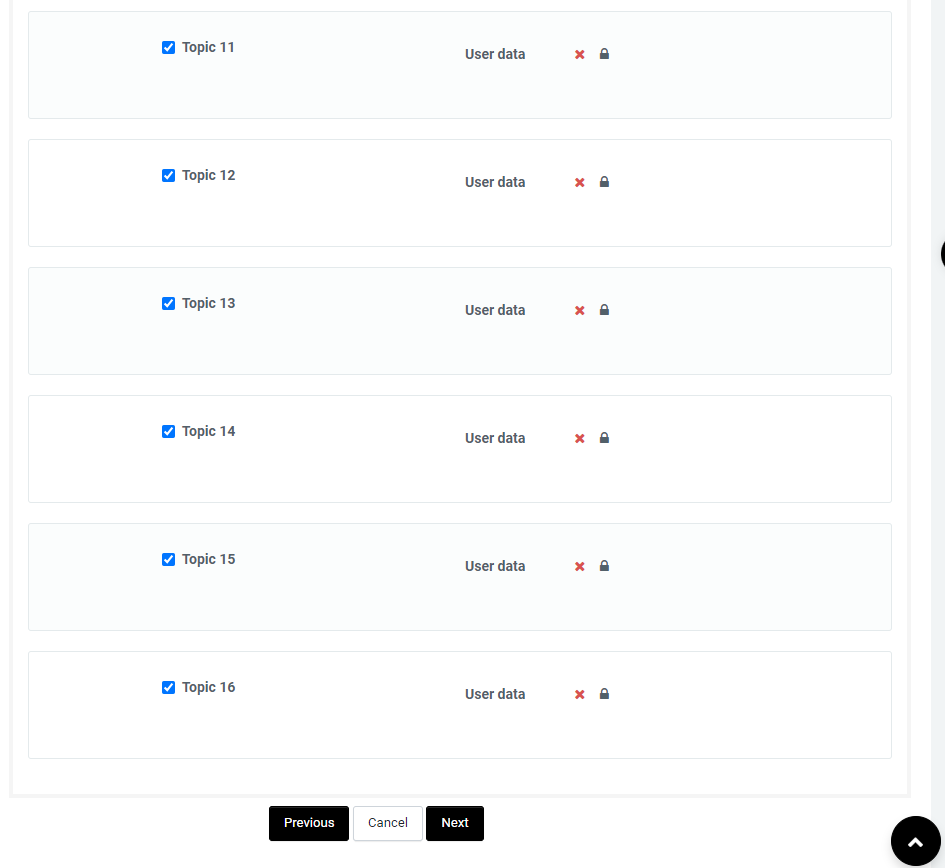 Topic 11
User data
Topic 12
User data
Topic 13
User data
Topic 14
User data
Topic 15
User data
Topic 16
User data
Previous
Cancel
Next